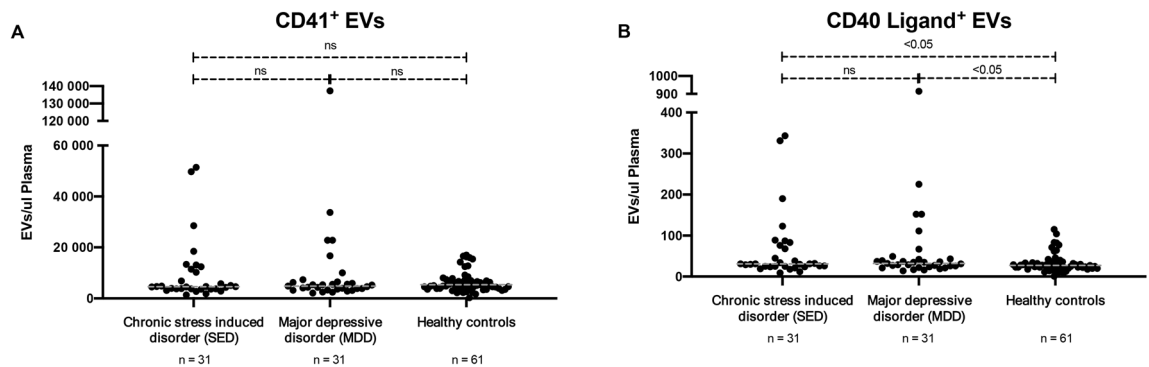 A
CD41+ EVs
ns
ns
ns
140 000
130 000
120 000
60 000
40 000
20 000
0
EVs/ul Plasma
Chronic stress induced
disorder (SED)
n = 31
Major depressive
disorder (MDD)
n = 31
Healthy controls
n = 61
B
CD40 Ligand+ EVs
<0.05
ns
<0.05
1000
900
400
300
200
100
0
EVs/ul Plasma
Chronic stress induced
disorder (SED)
n = 31
Major depressive
disorder (MDD)
n = 31
Healthy controls
n = 61